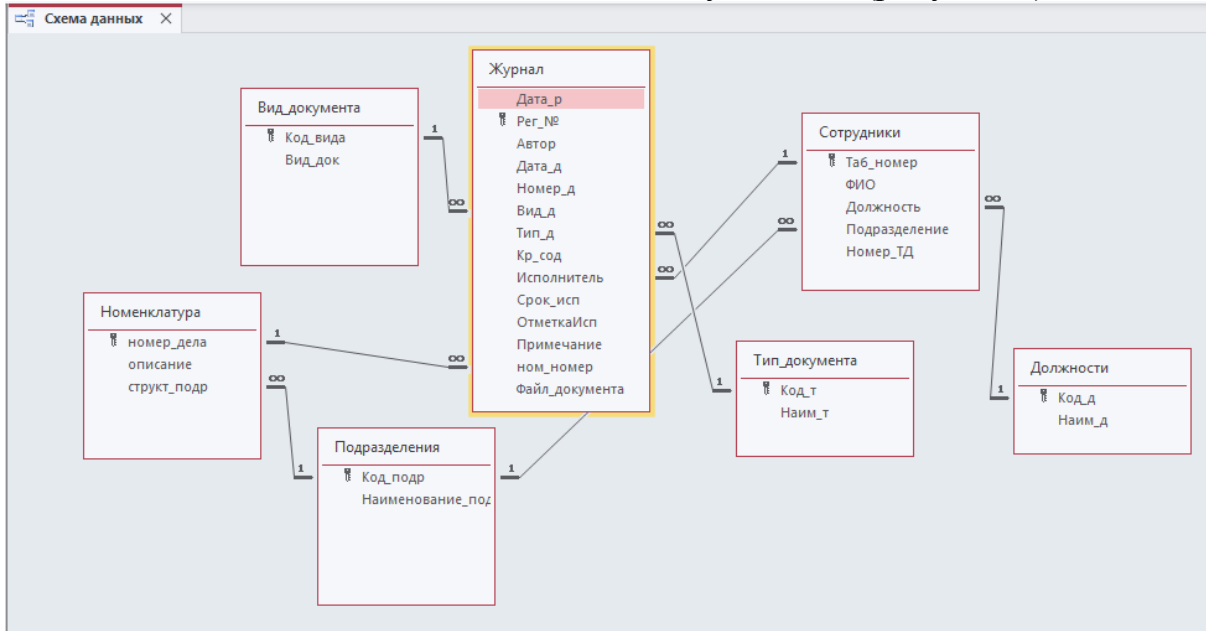 Схема данных
Журнал
Дата_р
Рег_№
Автор
Дата_д
Номер_д
Вид_д
Тип_д
Кр_сод
Исполнитель
Срок_исп
ОтметкаИсп
Примечание
ном_номер
Файл_документа
Вид_документа
Код_вида
Вид_док
1
∞
Сотрудники
Таб_номер
ФИО
Должность
Подразделение
Номер_ТД
1
∞
∞
∞
∞
Номенклатура
номер_дела
описание
структ_подр
1
∞
∞
Тип_документа
Код_т
Наим_т
1
Должности
Код_д
Наим_д
1
Подразделения
Код_подр
Наименование_под
1
1